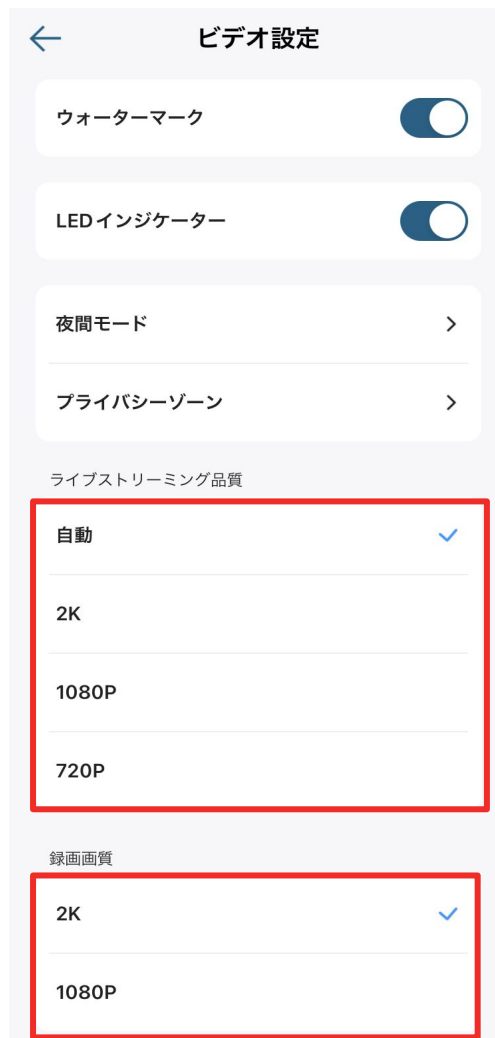 ビデオ設定
ウォーターマーク
LEDインジケーター
夜間モード
プライバシーゾーン
ライブストリーミング品質
自動
2K
1080P
720P
録画画質
2K
1080P